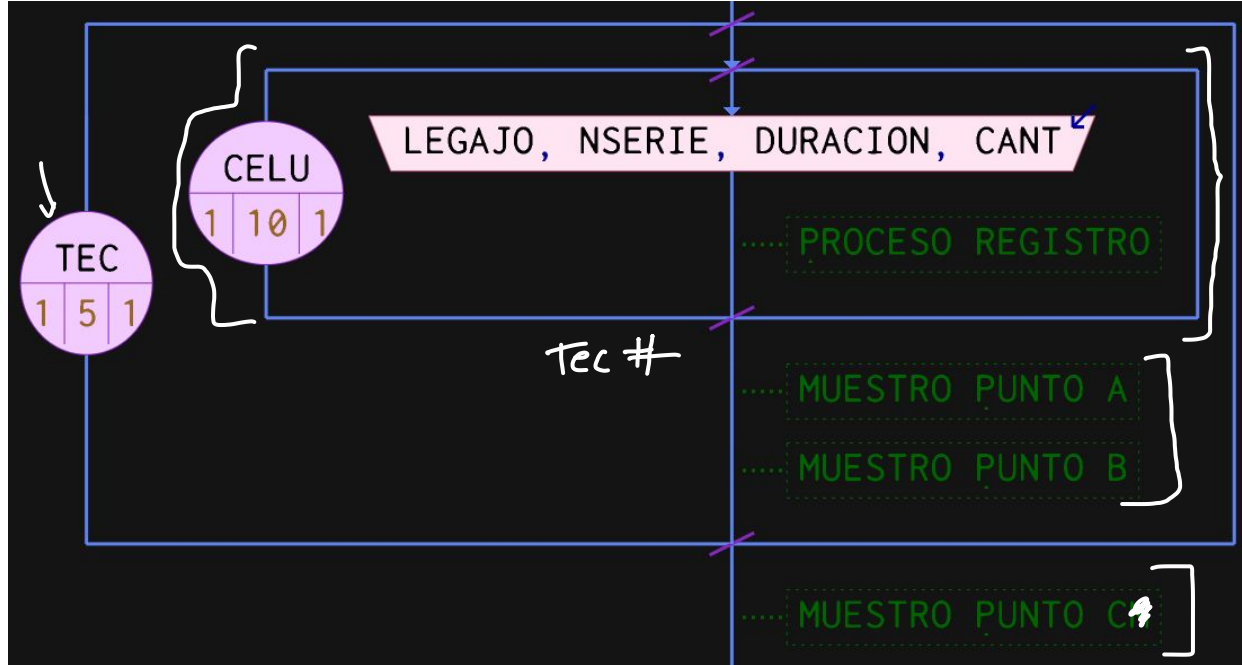 LEGAJO, NSERIE, DURACION, CANT
CELU
1 10 1
PROCESO REGISTRO
TEC
1 5 1
Tec #
MUESTRO PUNTO A
MUESTRO PUNTO B
MUESTRO PUNTO C